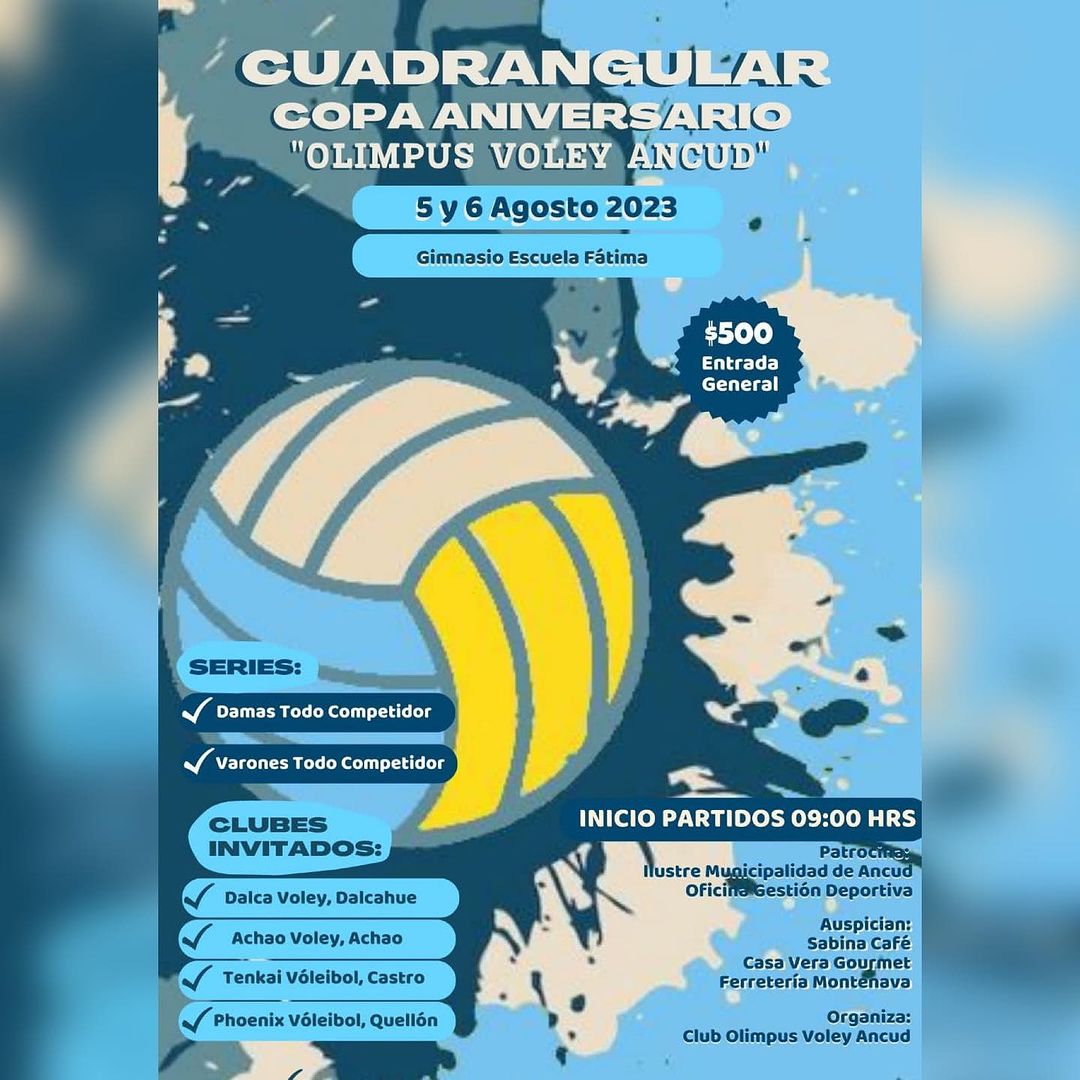 CUADRANGULAR
COPA ANIVERSARIO
"OLIMPUS VOLEY ANCUD"
5 y 6 Agosto 2023
Gimnasio Escuela Fátima
$500
Entrada
General
SERIES:
Damas Todo Competidor
Varones Todo Competidor
CLUBES
INVITADOS:
Dalca Voley, Dalcahue
Achao Voley, Achao
Tenkai Vóleibol, Castro
Phoenix Vóleibol, Quellón
INICIO PARTIDOS 09:00 HRS
Patrocina:
Ilustre Municipalidad de Ancud
Oficina Gestión Deportiva
Auspician:
Sabina Café
Casa Vera Gourmet
Ferretería Montenava
Organiza:
Club Olimpus Voley Ancud